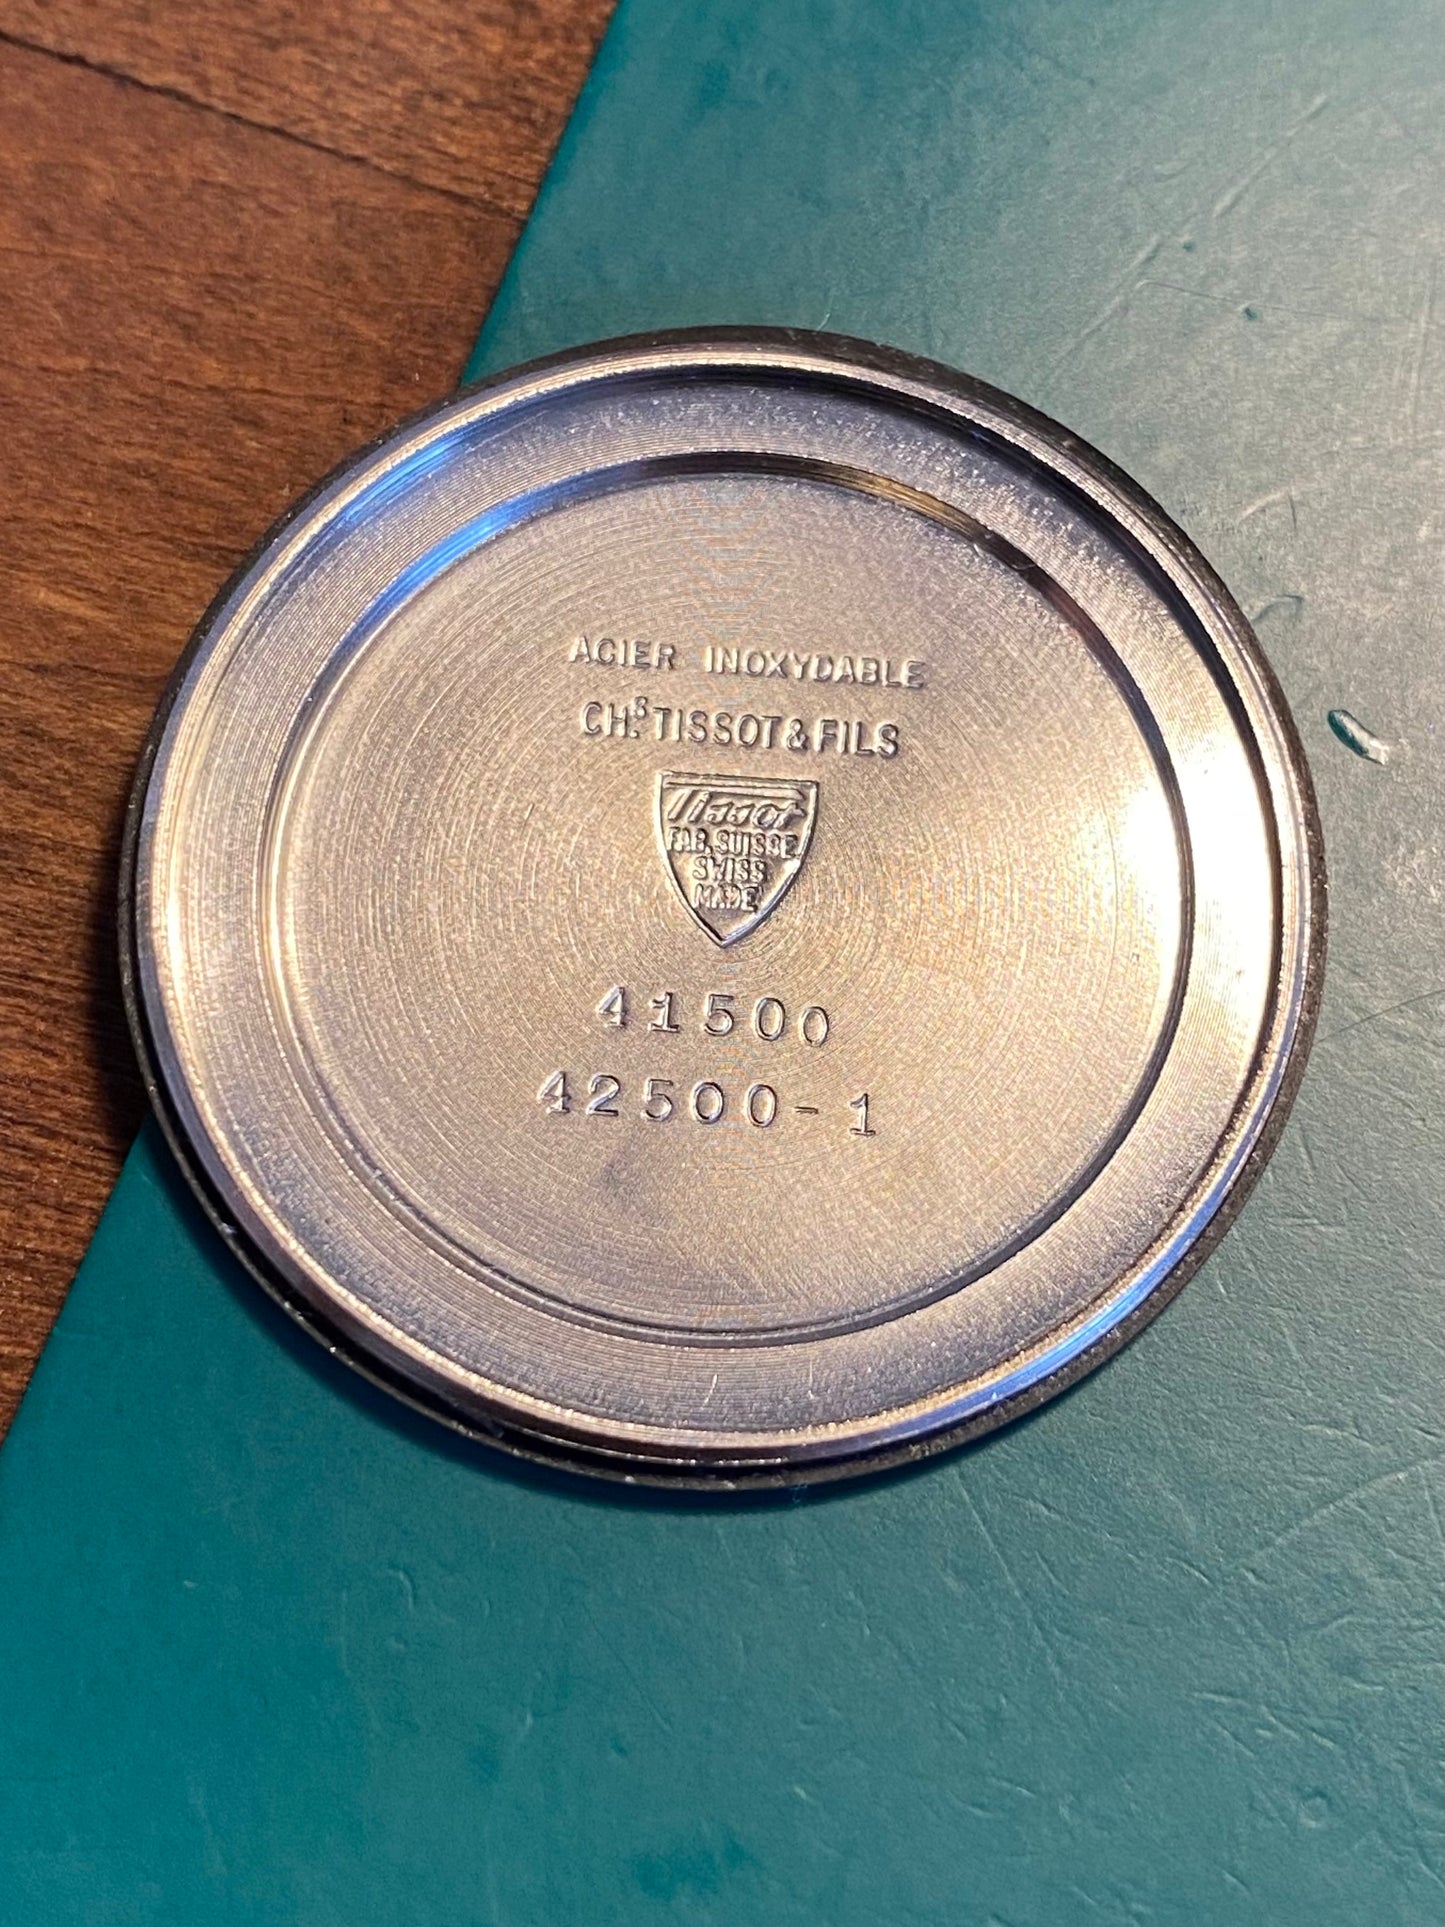 ACIER INOXYDABLE
CH.S TISSOT & FILS
Tissot
FAB. SUISSE
SWISS
MADE
41500
42500-1